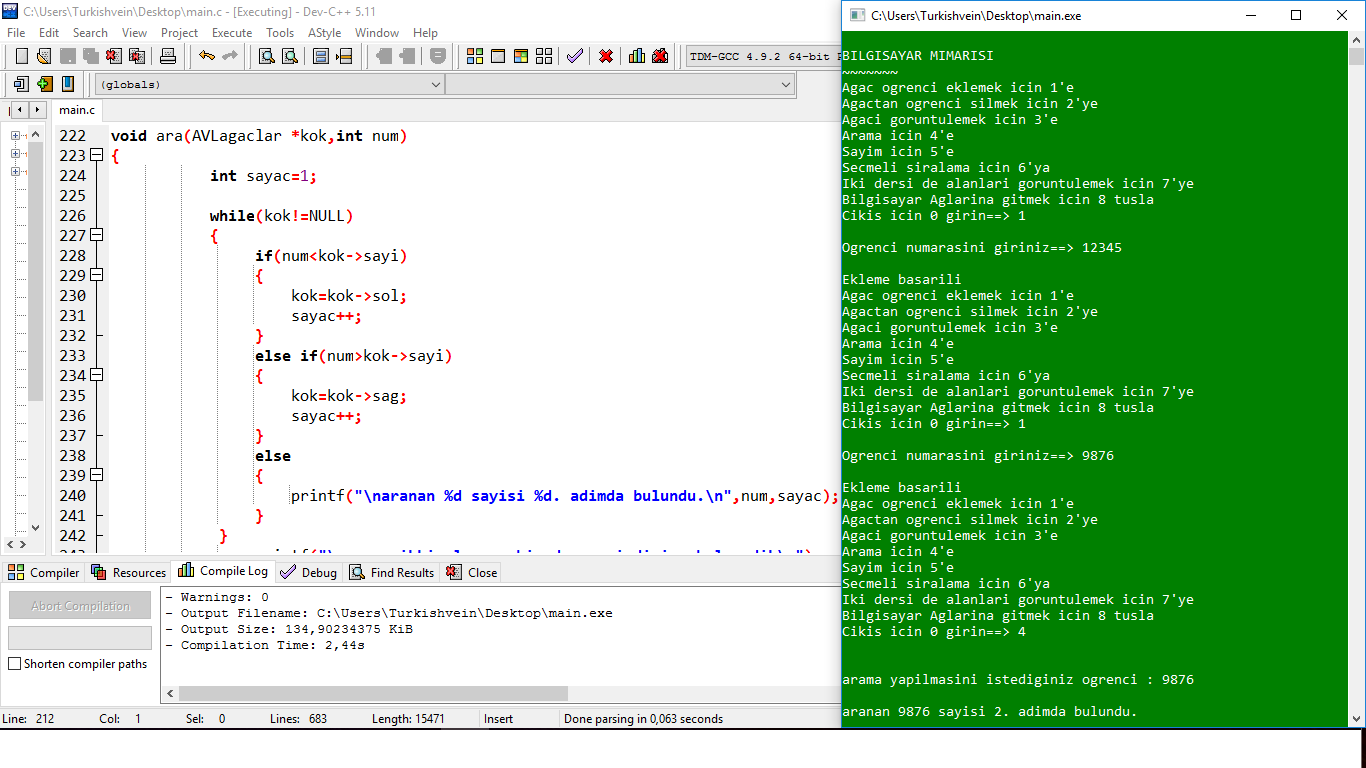 C:\Users\Turkishvein\Desktop\main.c - [Executing] - Dev-C++ 5.11
File Edit Search View Project Execute Tools AStyle Window Help
TDM-GCC 4.9.2 64-bit
(globals)
main.c
222 void ara(AVLagaclar *kok,int num)
223 {
224 int sayac=1;
225
226 while(kok!=NULL)
227 {
228 if(num<kok->sayi)
229 {
230 kok=kok->sol;
231 sayac++;
232 }
233 else if(num>kok->sayi)
234 {
235 kok=kok->sag;
236 sayac++;
237 }
238 else
239 {
240 printf("\naranan %d sayisi %d. adimda bulundu.\n",num,sayac);
241 }
242 }
Compiler Resources Compile Log Debug Find Results Close
Abort Compilation
Shorten compiler paths
- Warnings: 0
- Output Filename: C:\Users\Turkishvein\Desktop\main.exe
- Output Size: 134,90234375 KiB
- Compilation Time: 2,44s
Line: 212 Col: 1 Sel: 0 Lines: 683 Length: 15471 Insert Done parsing in 0,063 seconds
C:\Users\Turkishvein\Desktop\main.exe
BILGISAYAR MIMARISI
~~~~~~~
Agac ogrenci eklemek icin 1'e
Agactan ogrenci silmek icin 2'ye
Agaci goruntulemek icin 3'e
Arama icin 4'e
Sayim icin 5'e
Secmeli siralama icin 6'ya
Iki dersi de alanlari goruntulemek icin 7'ye
Bilgisayar Aglarina gitmek icin 8 tusla
Cikis icin 0 girin==> 1
Ogrenci numarasini giriniz==> 12345
Ekleme basarili
Agac ogrenci eklemek icin 1'e
Agactan ogrenci silmek icin 2'ye
Agaci goruntulemek icin 3'e
Arama icin 4'e
Sayim icin 5'e
Secmeli siralama icin 6'ya
Iki dersi de alanlari goruntulemek icin 7'ye
Bilgisayar Aglarina gitmek icin 8 tusla
Cikis icin 0 girin==> 1
Ogrenci numarasini giriniz==> 9876
Ekleme basarili
Agac ogrenci eklemek icin 1'e
Agactan ogrenci silmek icin 2'ye
Agaci goruntulemek icin 3'e
Arama icin 4'e
Sayim icin 5'e
Secmeli siralama icin 6'ya
Iki dersi de alanlari goruntulemek icin 7'ye
Bilgisayar Aglarina gitmek icin 8 tusla
Cikis icin 0 girin==> 4
arama yapilmasini istediginiz ogrenci : 9876
aranan 9876 sayisi 2. adimda bulundu.